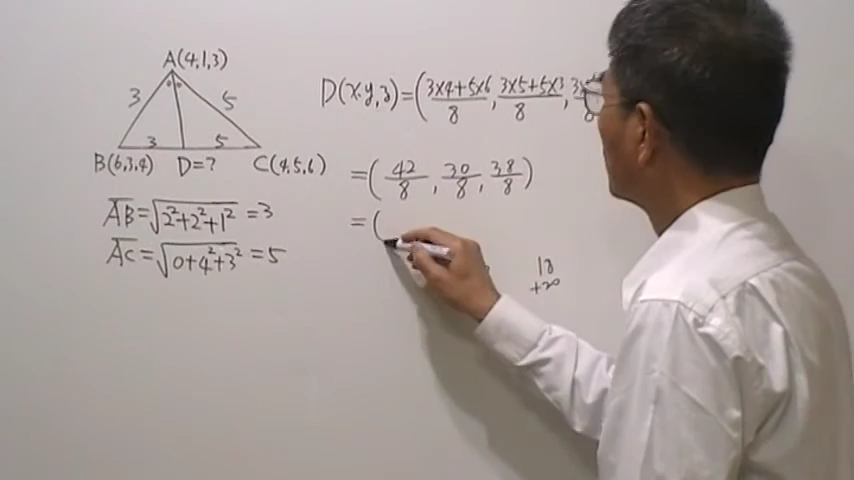 A(4,1,3)
3 5
3 5
B(6,3,4) D=? C(4,5,6)
AB=√2²+2²+1² =3
AC=√0+4²+3² =5
D(x,y,z)=(3×4+5×6/8, 3×5+5×3/8, 3×
8
=(42/8, 30/8, 38/8)
=(
18
+20